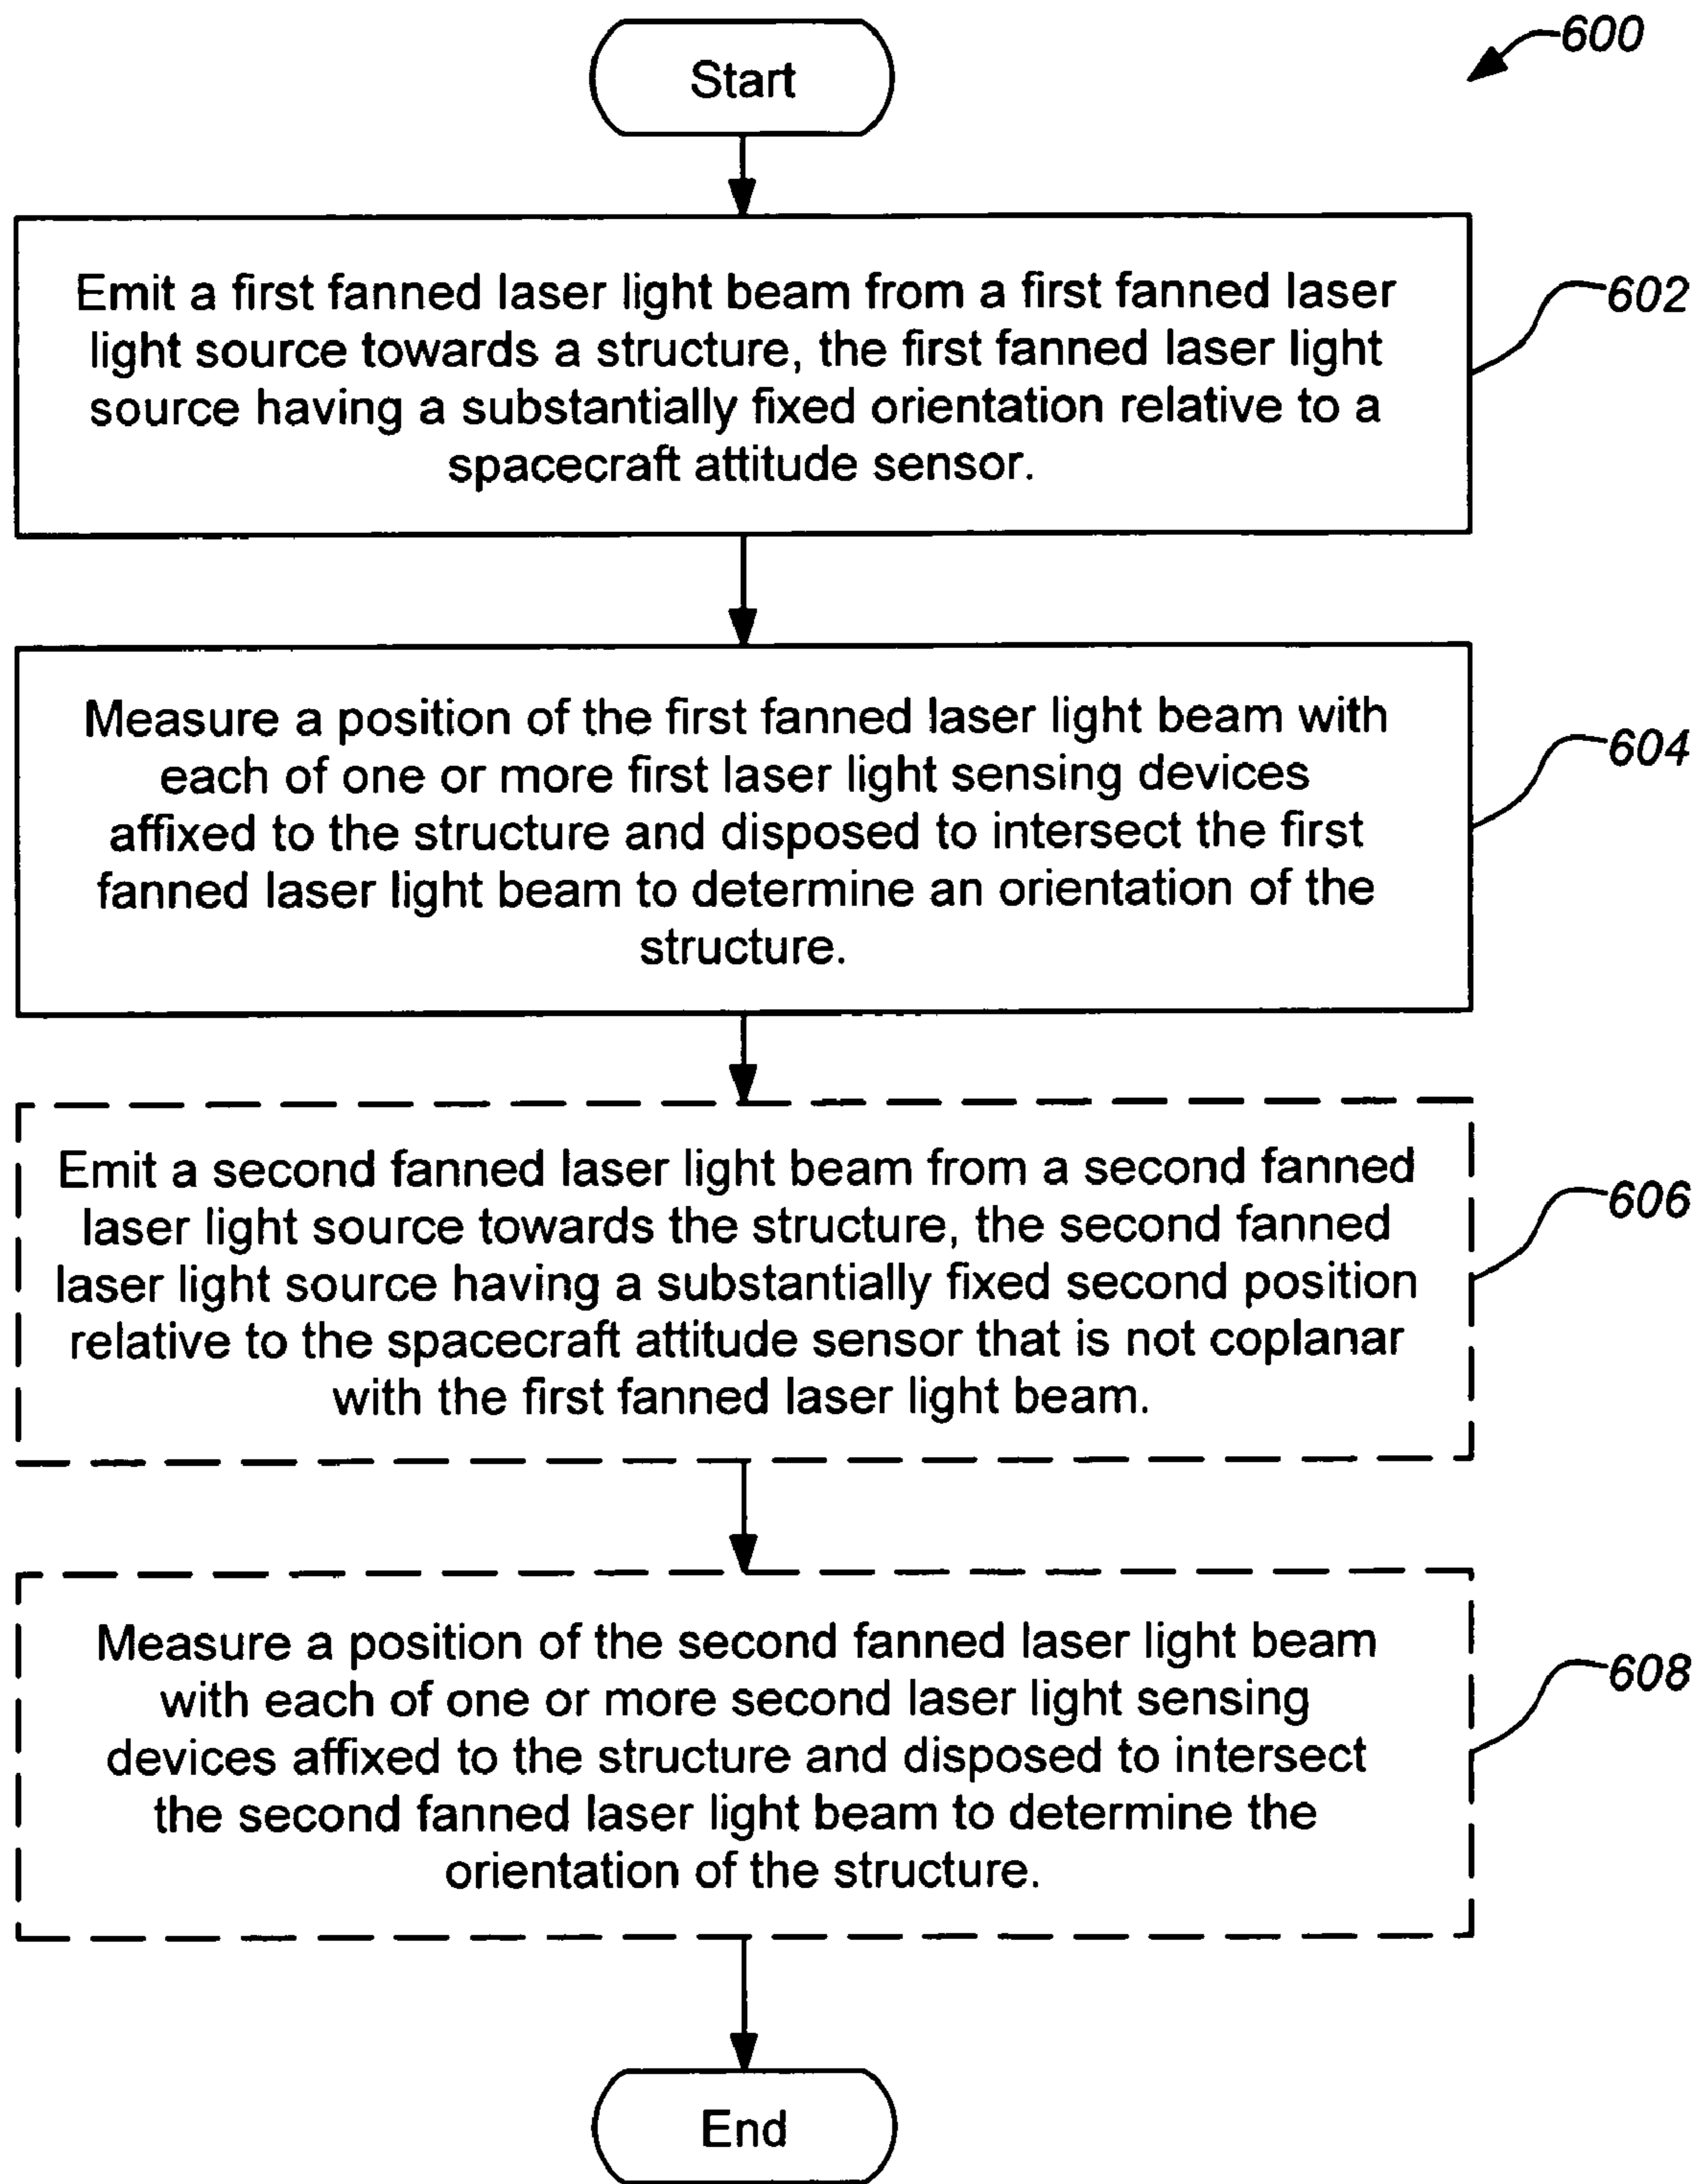 Start
600
Emit a first fanned laser light beam from a first fanned laser
light source towards a structure, the first fanned laser light
source having a substantially fixed orientation relative to a
spacecraft attitude sensor.
602
Measure a position of the first fanned laser light beam with
each of one or more first laser light sensing devices
affixed to the structure and disposed to intersect the first
fanned laser light beam to determine an orientation of the
structure.
604
Emit a second fanned laser light beam from a second fanned
laser light source towards the structure, the second fanned
laser light source having a substantially fixed second position
relative to the spacecraft attitude sensor that is not coplanar
with the first fanned laser light beam.
606
Measure a position of the second fanned laser light beam
with each of one or more second laser light sensing
devices affixed to the structure and disposed to intersect
the second fanned laser light beam to determine the
orientation of the structure.
608
End